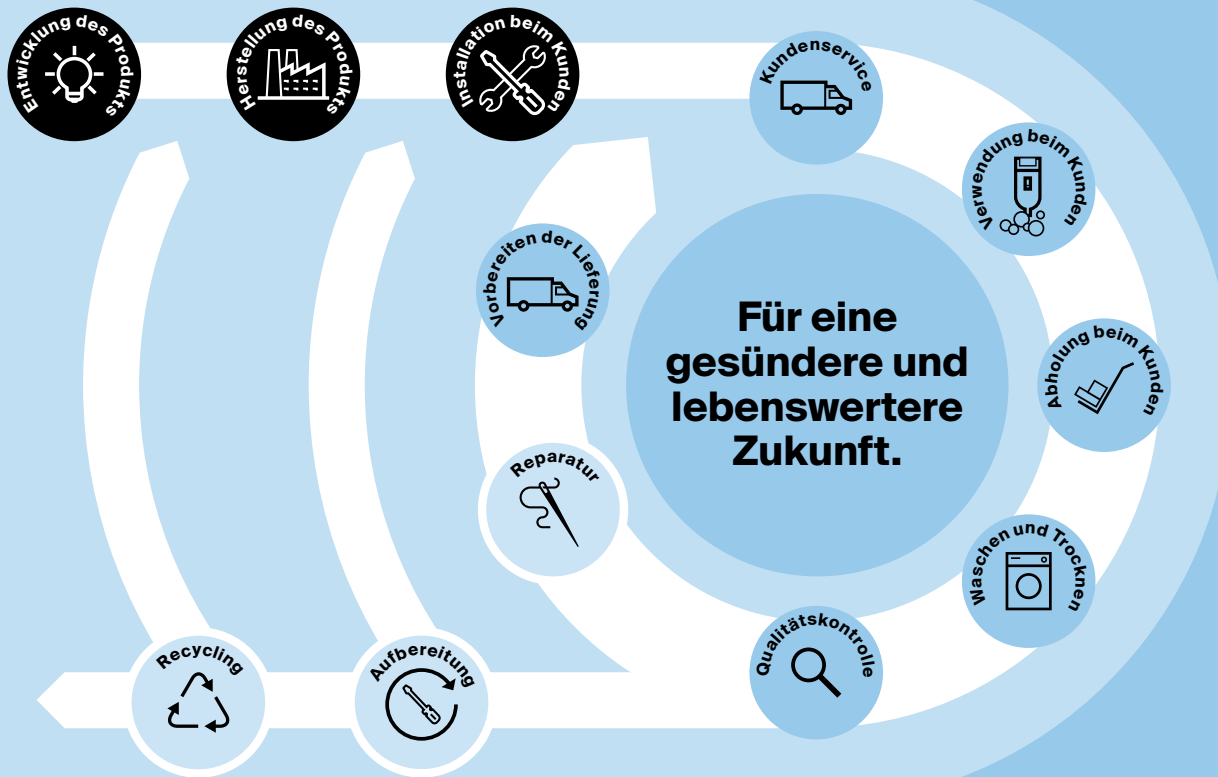 Entwicklung des Produkts
Herstellung des Produkts
Installation beim Kunden
Kundenservice
Verwendung beim Kunden
Abholung beim Kunden
Waschen und Trocknen
Qualitätskontrolle
Reparatur
Vorbereiten der Lieferung
Aufbereitung
Recycling
Für eine
gesündere und
lebenswertere
Zukunft.